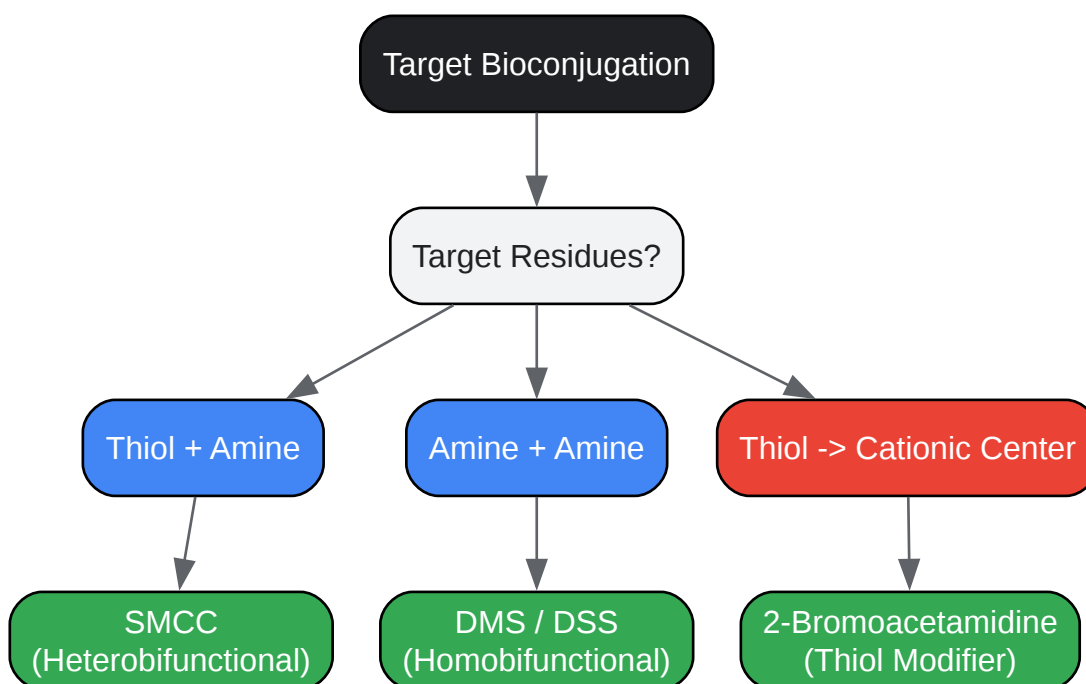 Target Bioconjugation
Target Residues?
Thiol + Amine
Amine + Amine
Thiol -> Cationic Center
SMCC
(Heterobifunctional)
DMS / DSS
(Homobifunctional)
2-Bromoacetamidine
(Thiol Modifier)